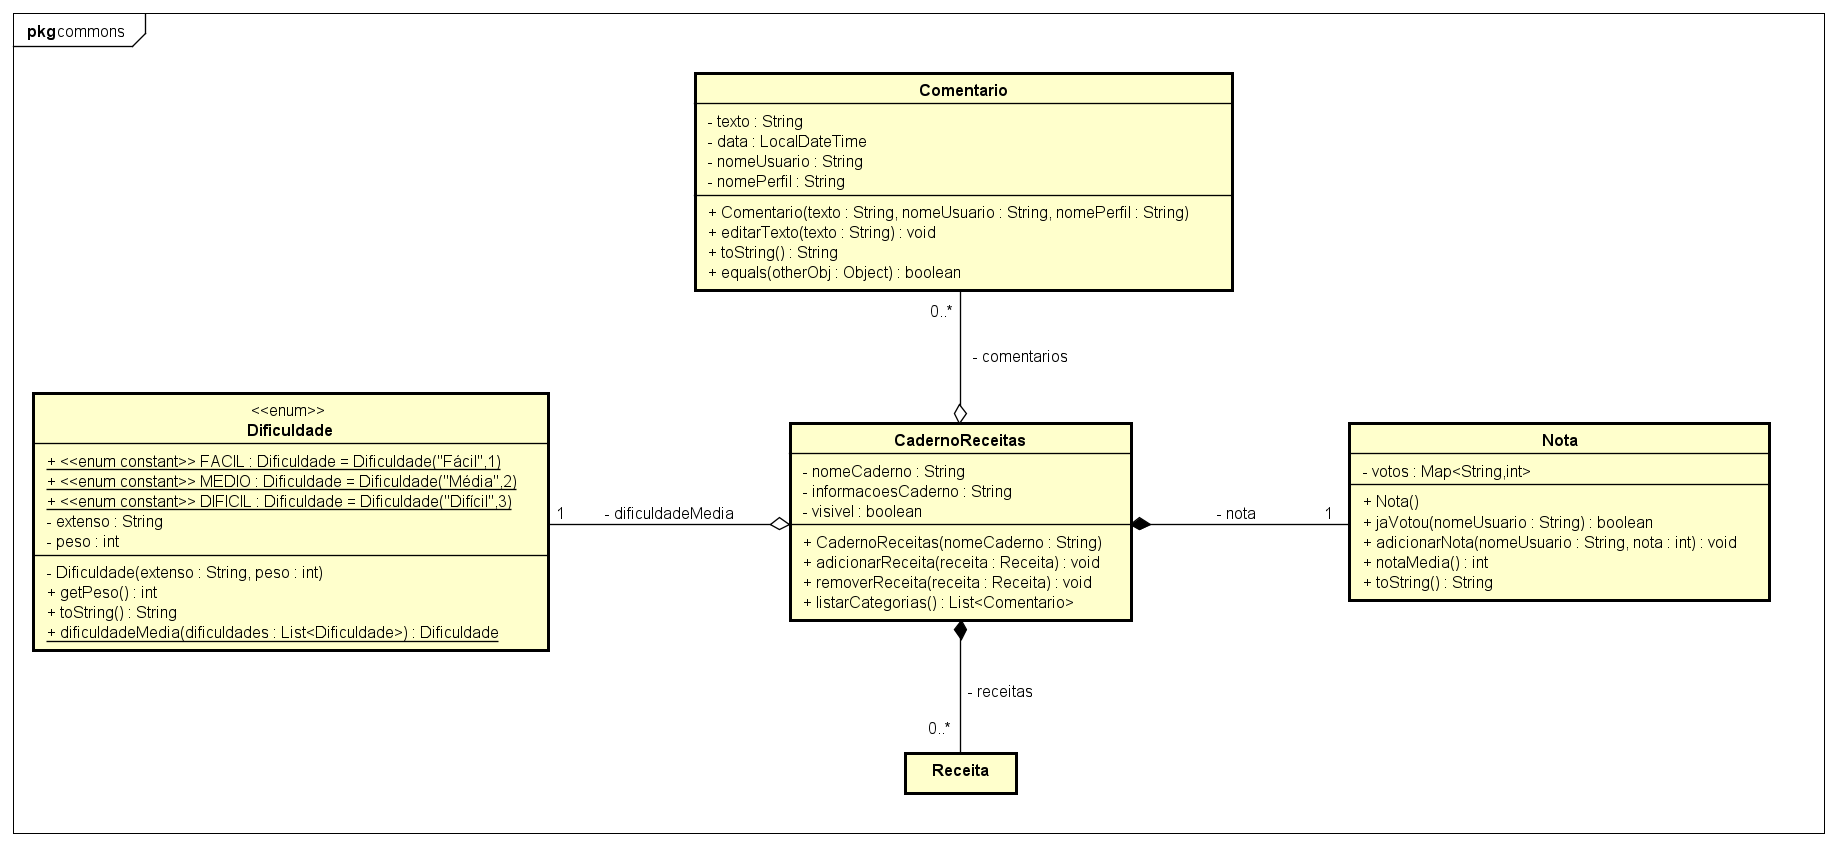 pkg commons
Comentario
- texto : String
- data : LocalDateTime
- nomeUsuario : String
- nomePerfil : String
+ Comentario(texto : String, nomeUsuario : String, nomePerfil : String)
+ editarTexto(texto : String) : void
+ toString() : String
+ equals(otherObj : Object) : boolean
0..*
- comentarios
<<enum>>
Dificuldade
+ <<enum constant>> FACIL : Dificuldade = Dificuldade("Fácil",1)
+ <<enum constant>> MEDIO : Dificuldade = Dificuldade("Média",2)
+ <<enum constant>> DIFICIL : Dificuldade = Dificuldade("Difícil",3)
- extenso : String
- peso : int
- Dificuldade(extenso : String, peso : int)
+ getPeso() : int
+ toString() : String
+ dificuldadeMedia(dificuldades : List<Dificuldade>) : Dificuldade
1
- dificuldadeMedia
CadernoReceitas
- nomeCaderno : String
- informacoesCaderno : String
- visivel : boolean
+ CadernoReceitas(nomeCaderno : String)
+ adicionarReceita(receita : Receita) : void
+ removerReceita(receita : Receita) : void
+ listarCategorias() : List<Comentario>
- nota
1
Nota
- votos : Map<String,int>
+ Nota()
+ jaVotou(nomeUsuario : String) : boolean
+ adicionarNota(nomeUsuario : String, nota : int) : void
+ notaMedia() : int
+ toString() : String
- receitas
0..*
Receita